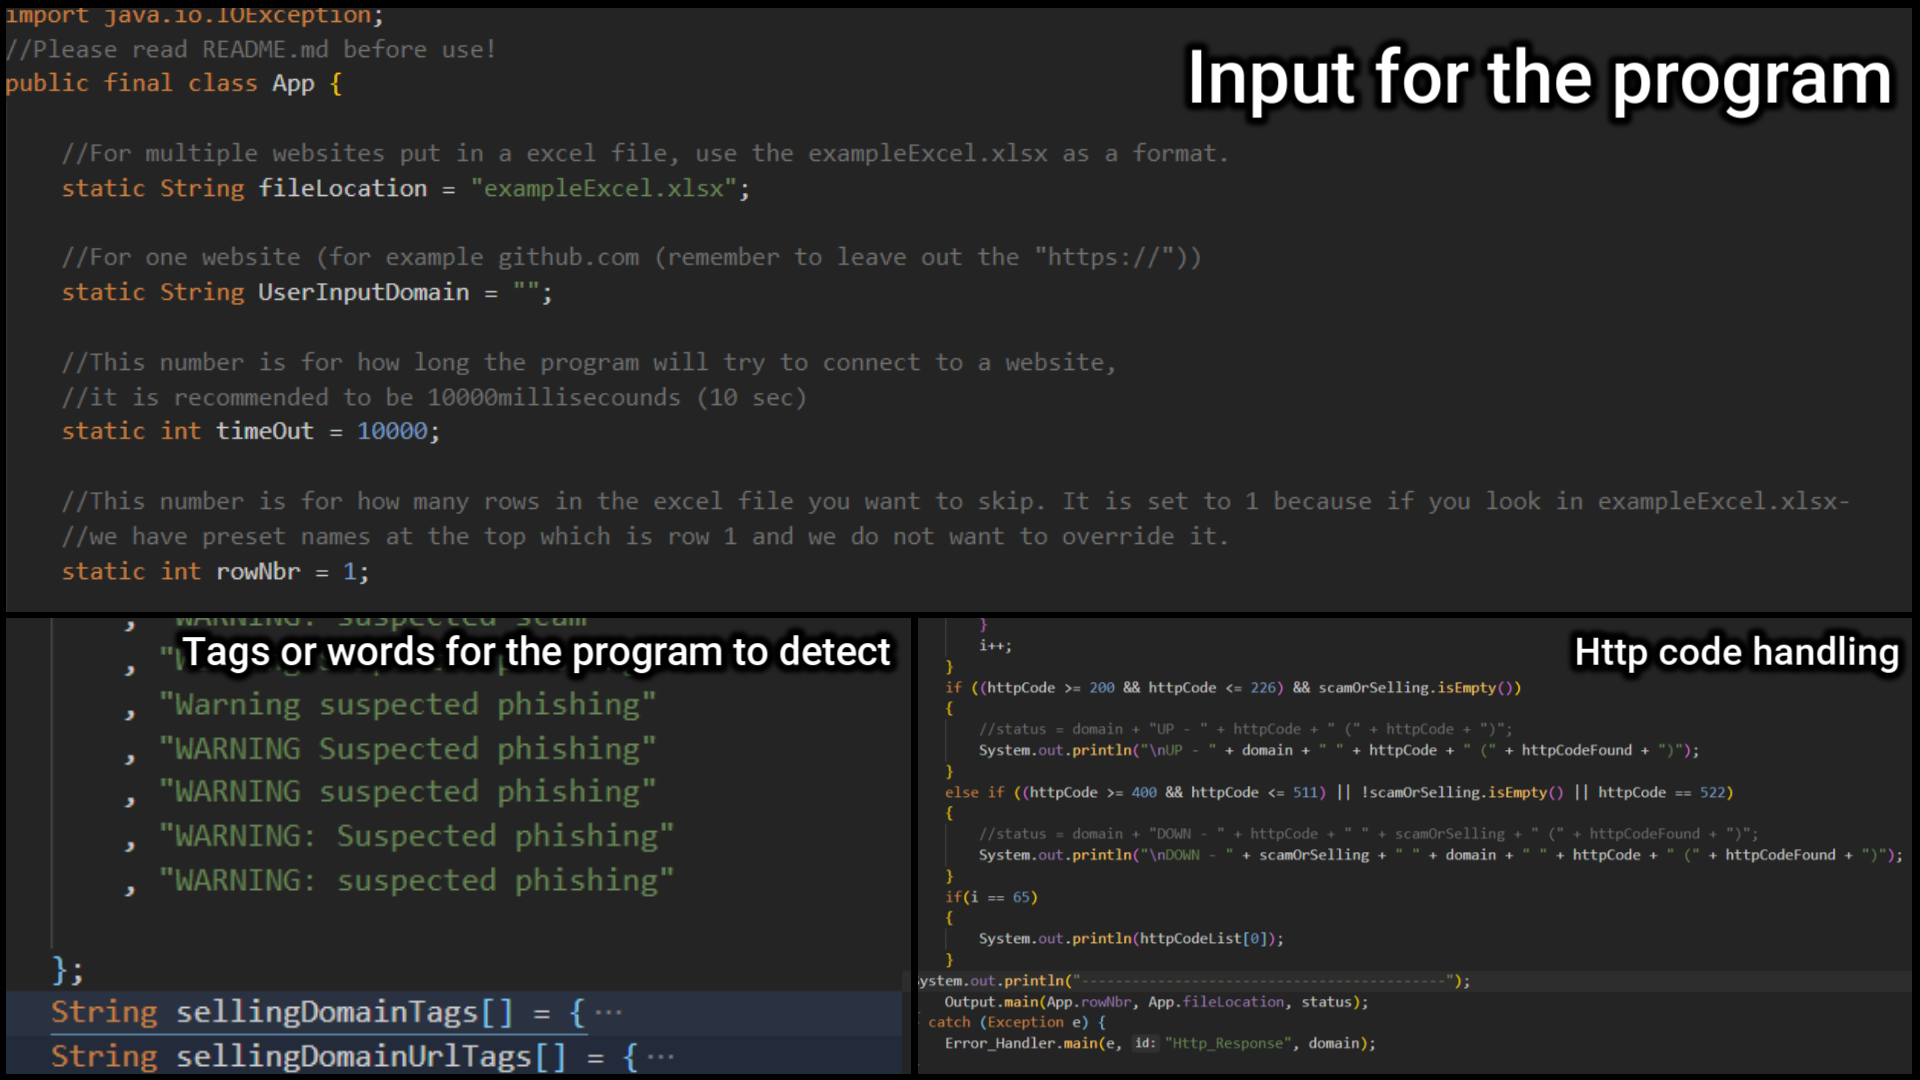 import java.io.IOException;
//Please read README.md before use!
public final class App {
Input for the program
//For multiple websites put in a excel file, use the exampleExcel.xlsx as a format.
static String fileLocation = "exampleExcel.xlsx";
//For one website (for example github.com (remember to leave out the "https://"))
static String UserInputDomain = "";
//This number is for how long the program will try to connect to a website,
//it is recommended to be 10000millisecounds (10 sec)
static int timeOut = 10000;
//This number is for how many rows in the excel file you want to skip. It is set to 1 because if you look in exampleExcel.xlsx-
//we have preset names at the top which is row 1 and we do not want to override it.
static int rowNbr = 1;
Tags or words for the program to detect
, "WARNING: suspected scam
, "
, "Warning suspected phishing"
, "WARNING Suspected phishing"
, "WARNING suspected phishing"
, "WARNING: Suspected phishing"
, "WARNING: suspected phishing"
};
String sellingDomainTags[] = { ···
String sellingDomainUrlTags[] = { ···
Http code handling
}
i++;
}
if ((httpCode >= 200 && httpCode <= 226) && scamOrSelling.isEmpty())
{
//status = domain + "UP - " + httpCode + " (" + httpCode + ")";
System.out.println("\nUP - " + domain + " " + httpCode + " (" + httpCodeFound + ")");
}
else if ((httpCode >= 400 && httpCode <= 511) || !scamOrSelling.isEmpty() || httpCode == 522)
{
//status = domain + "DOWN - " + httpCode + " " + scamOrSelling + " (" + httpCodeFound + ")";
System.out.println("\nDOWN - " + scamOrSelling + " " + domain + " " + httpCode + " (" + httpCodeFound + ")");
}
if(i == 65)
{
System.out.println(httpCodeList[0]);
}
ystem.out.println("--------------------------------------------");
Output.main(App.rowNbr, App.fileLocation, status);
catch (Exception e) {
Error_Handler.main(e, id: "Http_Response", domain);